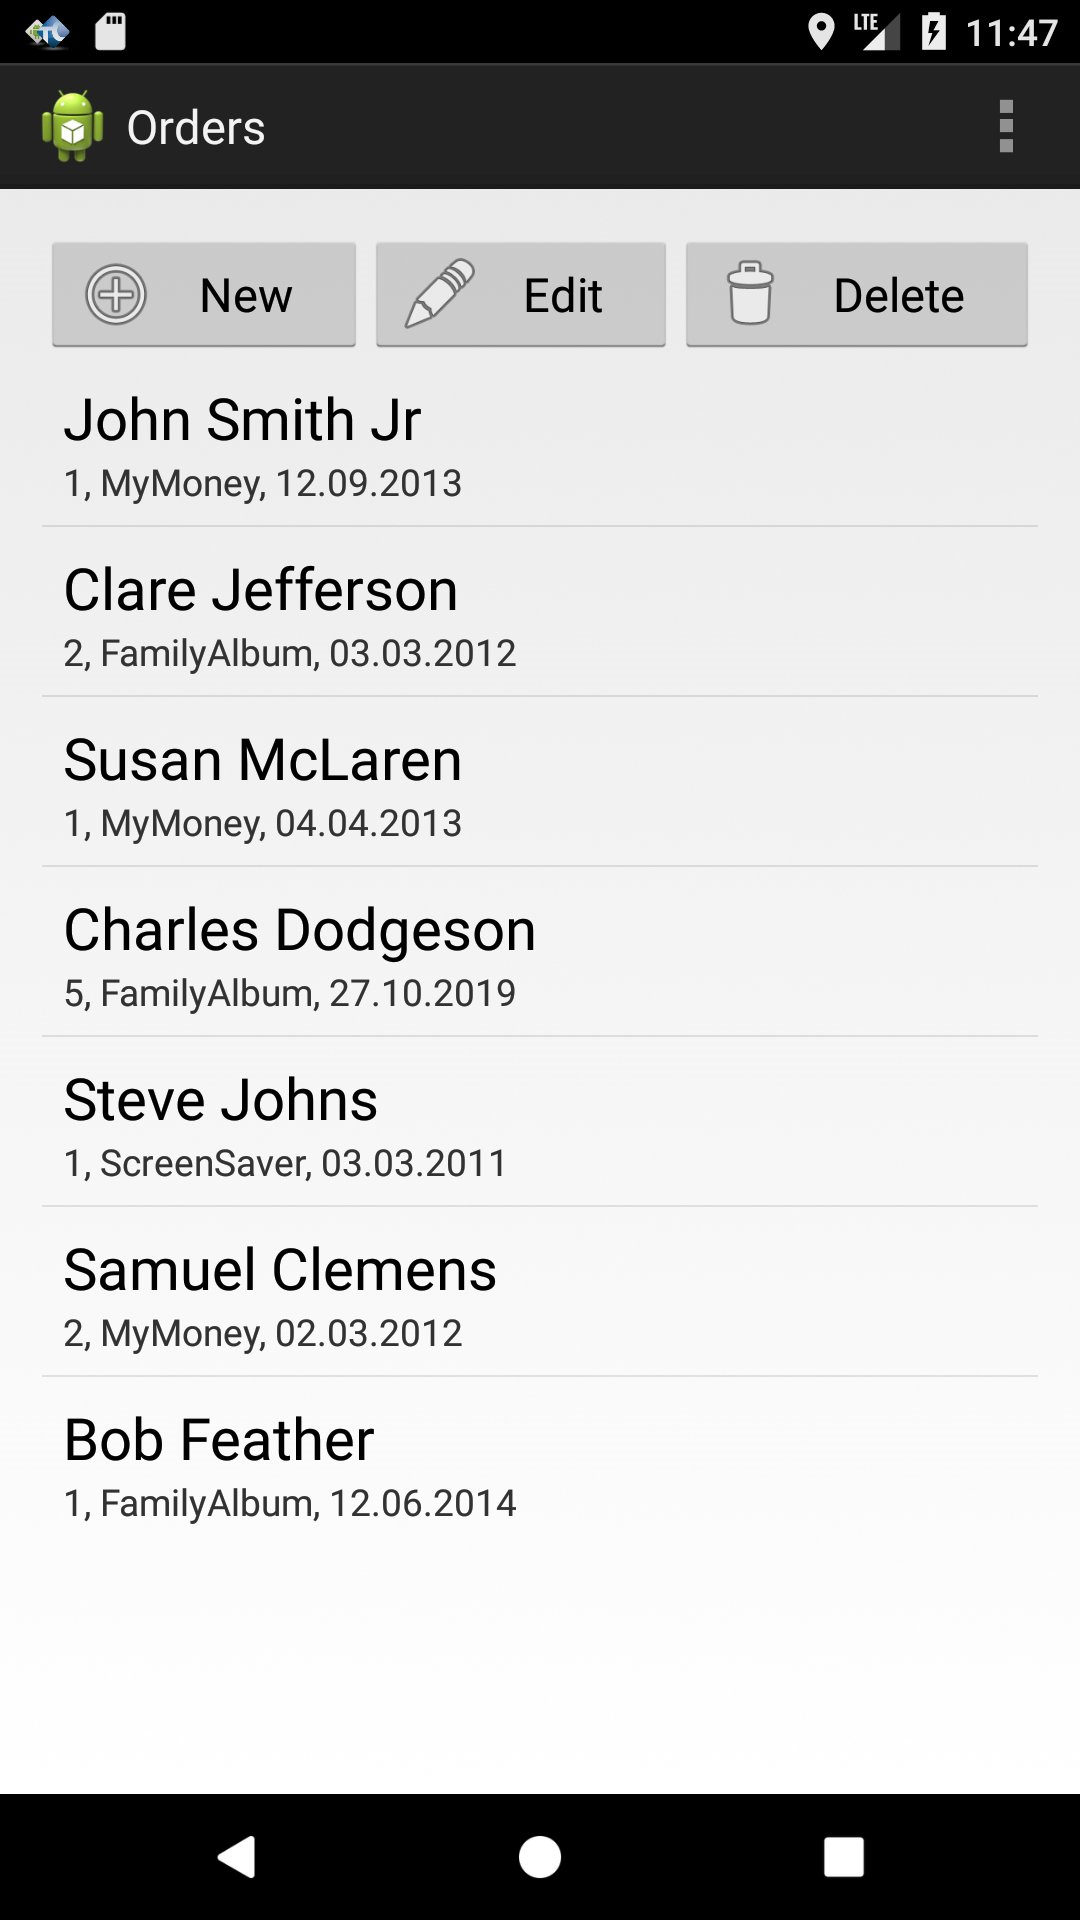 LTE 11:47
Orders
New Edit Delete
John Smith Jr
1, MyMoney, 12.09.2013
Clare Jefferson
2, FamilyAlbum, 03.03.2012
Susan McLaren
1, MyMoney, 04.04.2013
Charles Dodgeson
5, FamilyAlbum, 27.10.2019
Steve Johns
1, ScreenSaver, 03.03.2011
Samuel Clemens
2, MyMoney, 02.03.2012
Bob Feather
1, FamilyAlbum, 12.06.2014